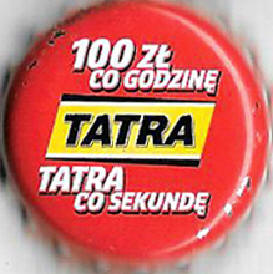 100 ZŁ
CO GODZINĘ
TATRA
TATRA
CO SEKUNDĘ